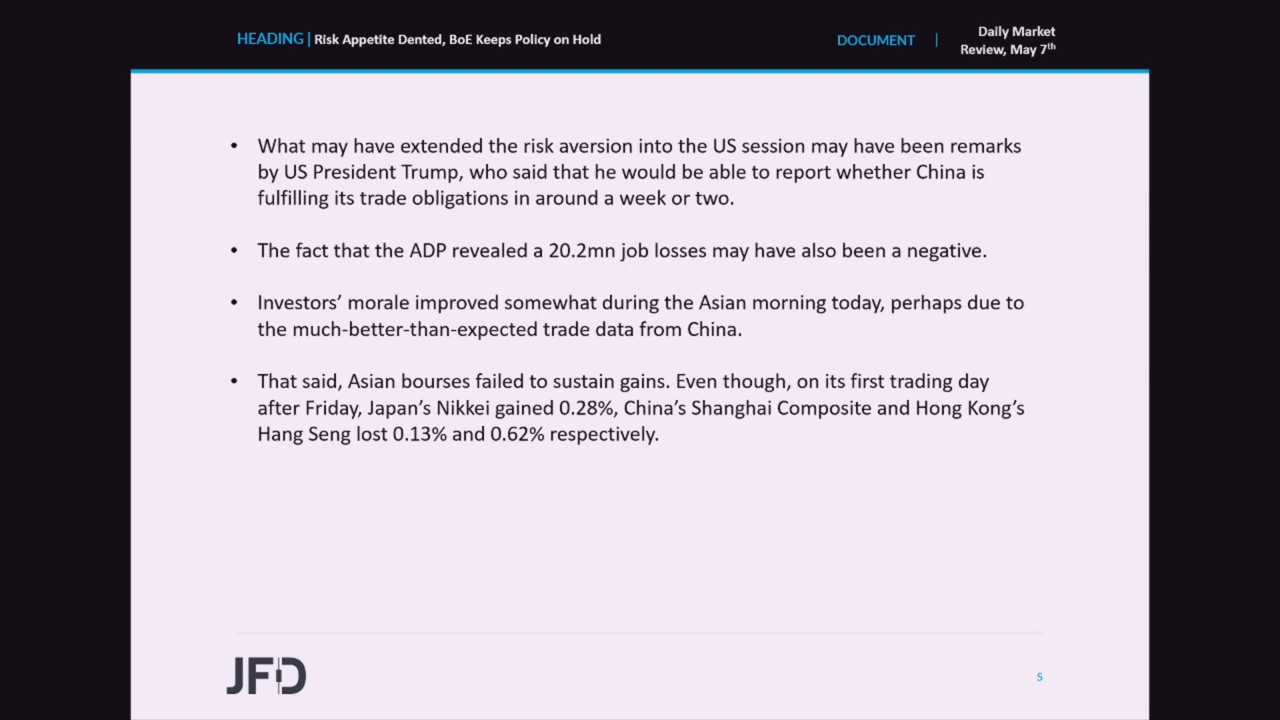 HEADING | Risk Appetite Dented, BoE Keeps Policy on Hold
DOCUMENT | Daily Market
Review, May 7th
• What may have extended the risk aversion into the US session may have been remarks
by US President Trump, who said that he would be able to report whether China is
fulfilling its trade obligations in around a week or two.
• The fact that the ADP revealed a 20.2mn job losses may have also been a negative.
• Investors’ morale improved somewhat during the Asian morning today, perhaps due to
the much-better-than-expected trade data from China.
• That said, Asian bourses failed to sustain gains. Even though, on its first trading day
after Friday, Japan’s Nikkei gained 0.28%, China’s Shanghai Composite and Hong Kong’s
Hang Seng lost 0.13% and 0.62% respectively.
JFD
5